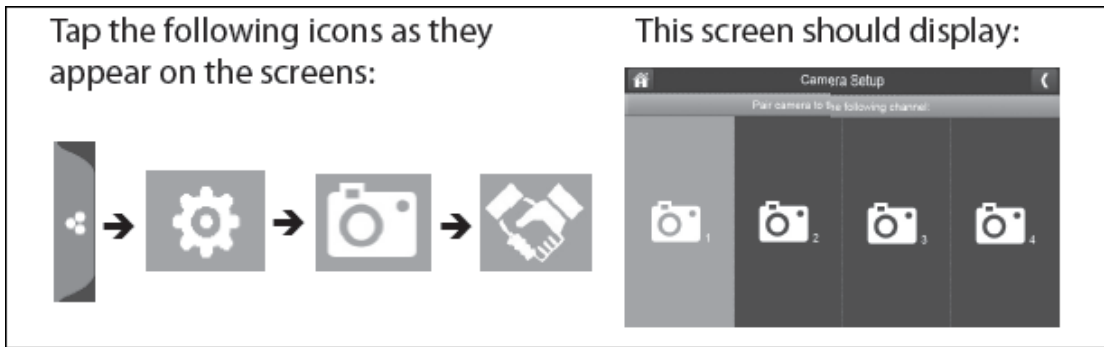 Tap the following icons as they
appear on the screens:
This screen should display:
Camera Setup
Pair camera to the following channel:
1
2
3
4